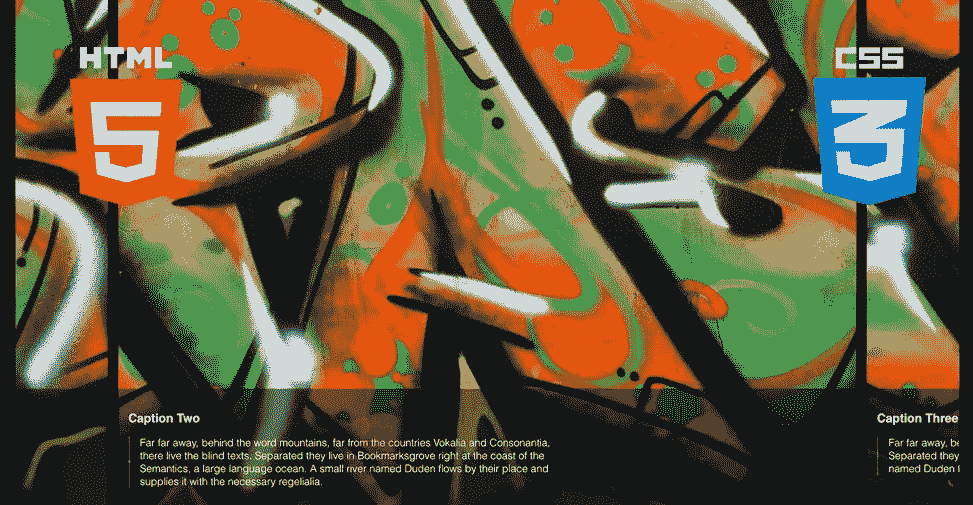 HTML
5
CSS
3
Caption Two
Far far away, behind the word mountains, far from the countries Vokalia and Consonantia,
there live the blind texts. Separated they live in Bookmarksgrove right at the coast of the
Semantics, a large language ocean. A small river named Duden flows by their place and
supplies it with the necessary regelialia.
Caption Three
Far far away, be
Separated they
named Duden f